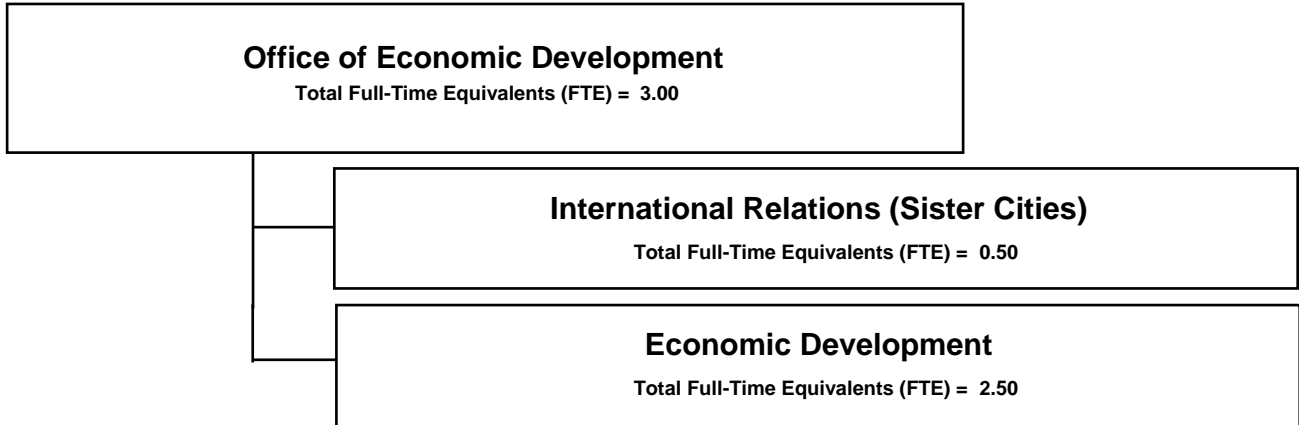 Office of Economic Development
Total Full-Time Equivalents (FTE) = 3.00
International Relations (Sister Cities)
Total Full-Time Equivalents (FTE) = 0.50
Economic Development
Total Full-Time Equivalents (FTE) = 2.50